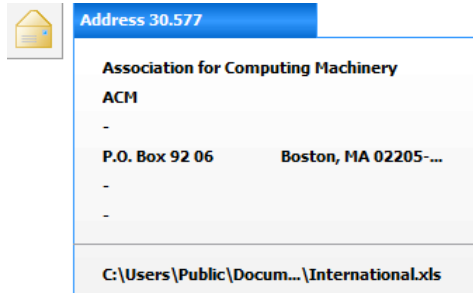 Address 30.577
Association for Computing Machinery
ACM
-
P.O. Box 92 06 Boston, MA 02205-...
-
-
C:\Users\Public\Docum...\International.xls